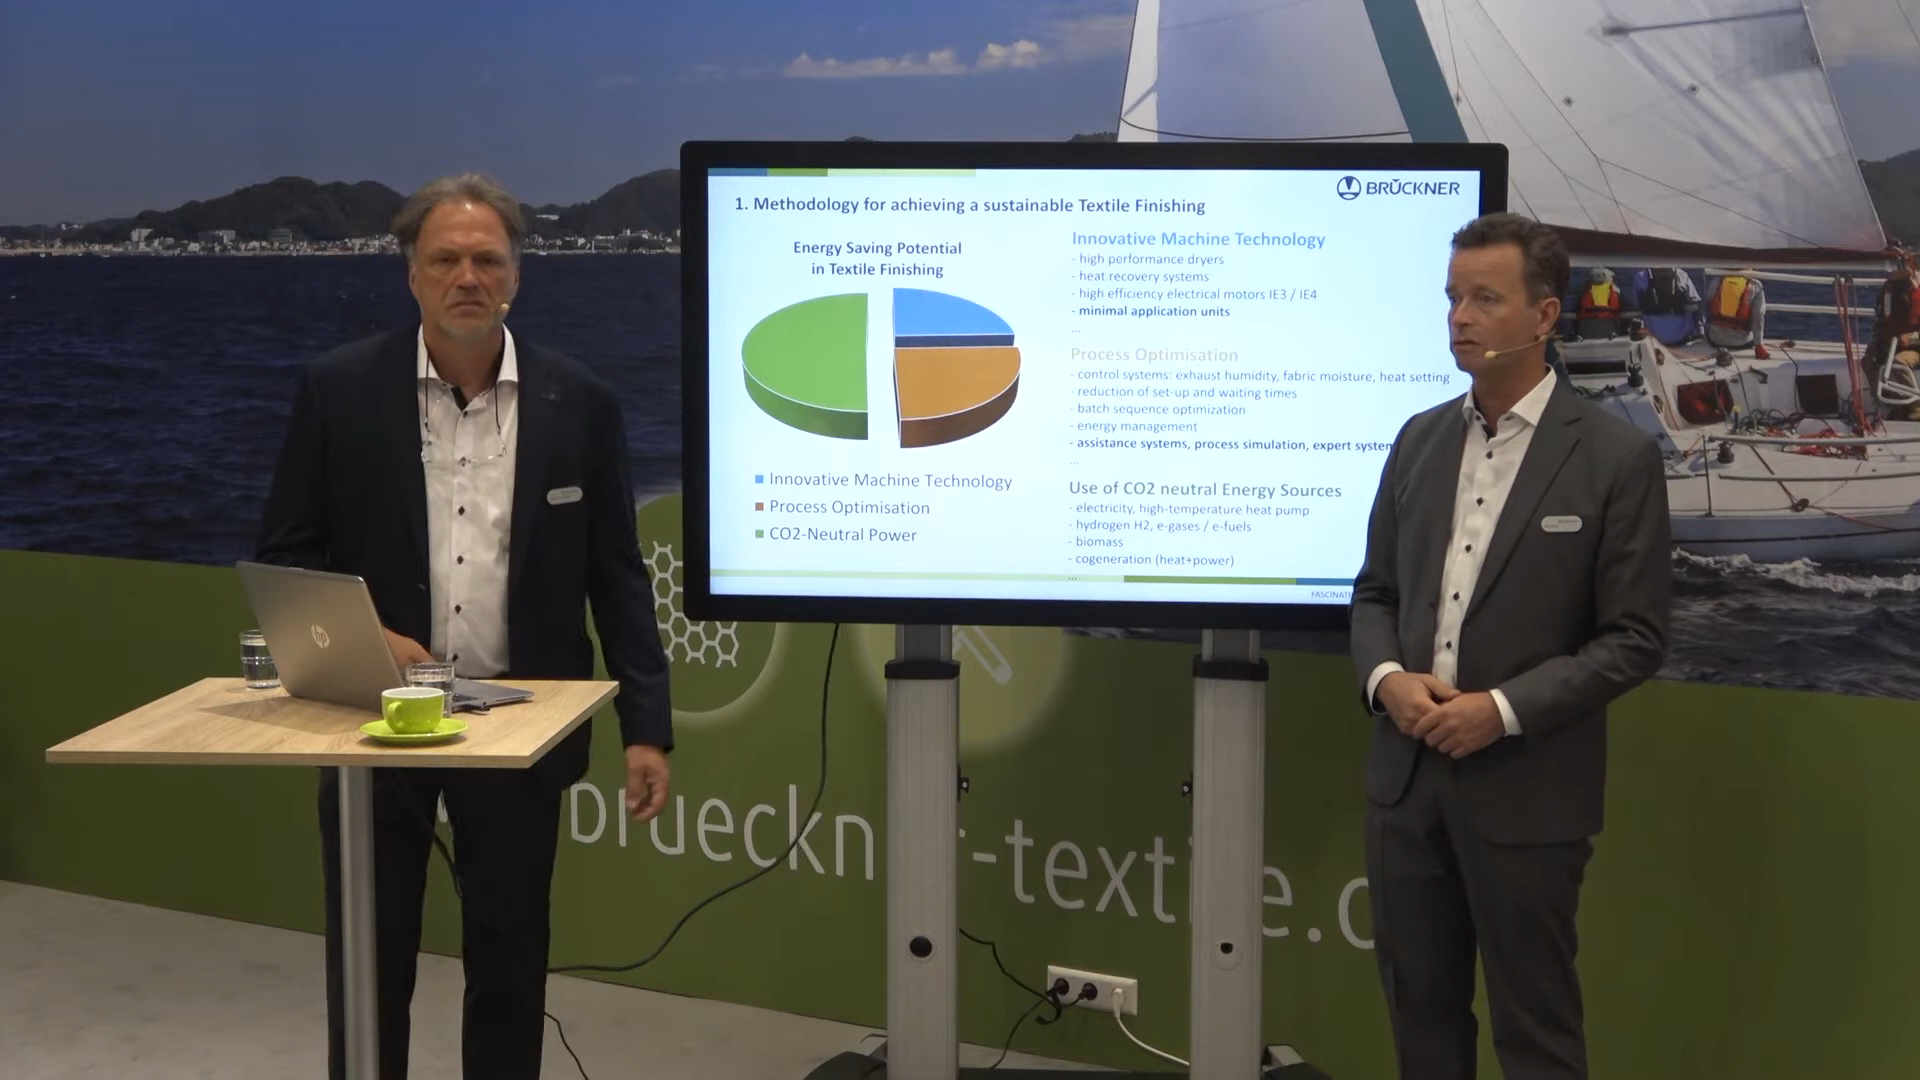 BRÜCKNER
1. Methodology for achieving a sustainable Textile Finishing
Energy Saving Potential
in Textile Finishing
Innovative Machine Technology
Process Optimisation
CO2-Neutral Power
Innovative Machine Technology
- high performance dryers
- heat recovery systems
- high efficiency electrical motors IE3 / IE4
- minimal application units
...
Process Optimisation
- control systems: exhaust humidity, fabric moisture, heat setting
- reduction of set-up and waiting times
- batch sequence optimization
- energy management
- assistance systems, process simulation, expert system
...
Use of CO2 neutral Energy Sources
- electricity, high-temperature heat pump
- hydrogen H2, e-gases / e-fuels
- biomass
- cogeneration (heat+power)
...
FASCINATI
hp
brueckn r-textile.c